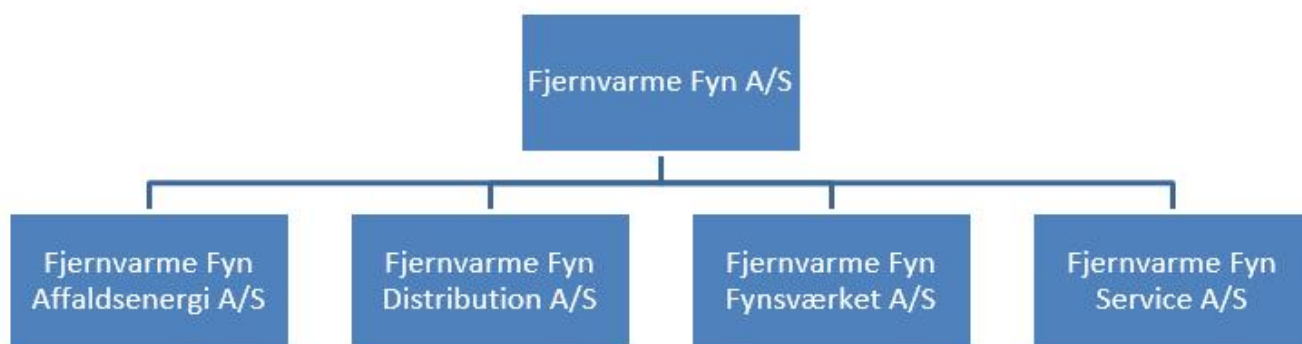 Fjernvarme Fyn A/S
Fjernvarme Fyn
Affaldsenergi A/S
Fjernvarme Fyn
Distribution A/S
Fjernvarme Fyn
Fynsværket A/S
Fjernvarme Fyn
Service A/S